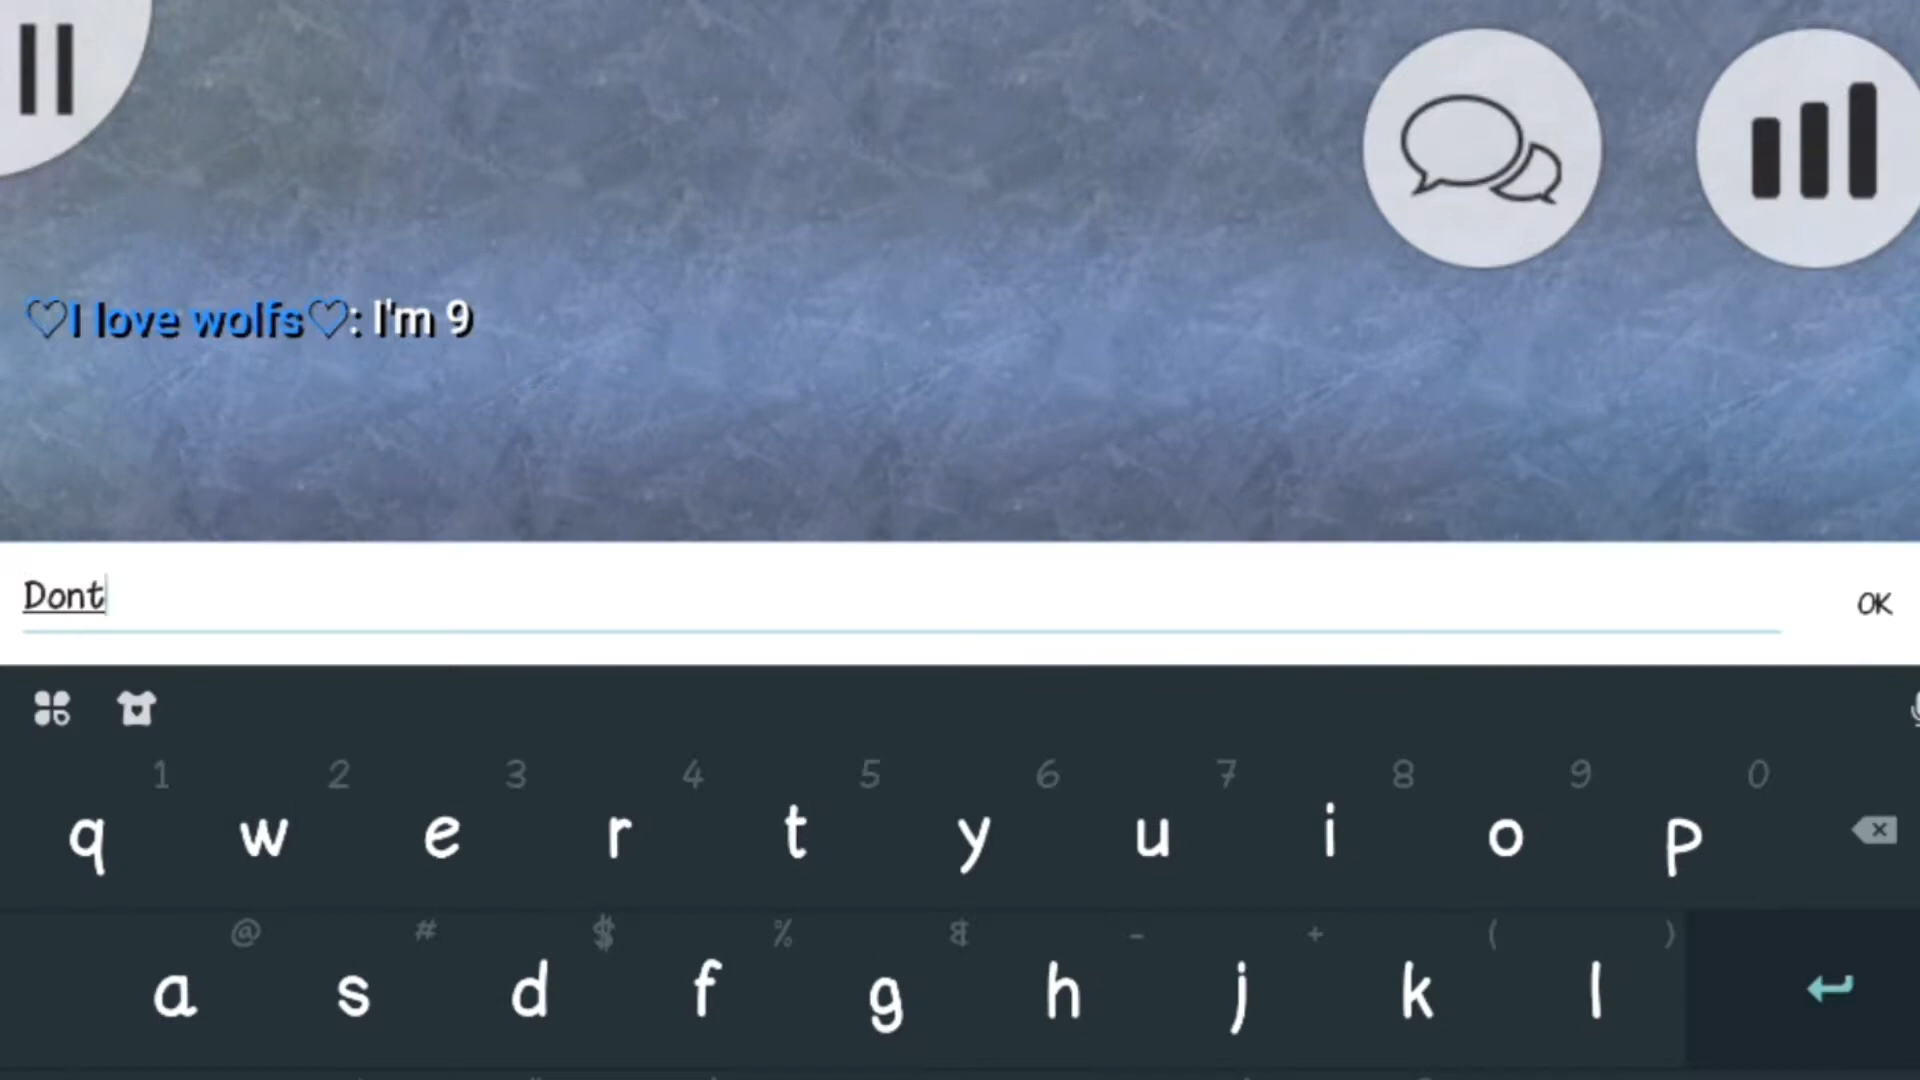 ♡I love wolfs♡: I'm 9
Dont
OK
1 2 3 4 5 6 7 8 9 0
q w e r t y u i o p
@ # $ % & - + ( )
a s d f g h j k l